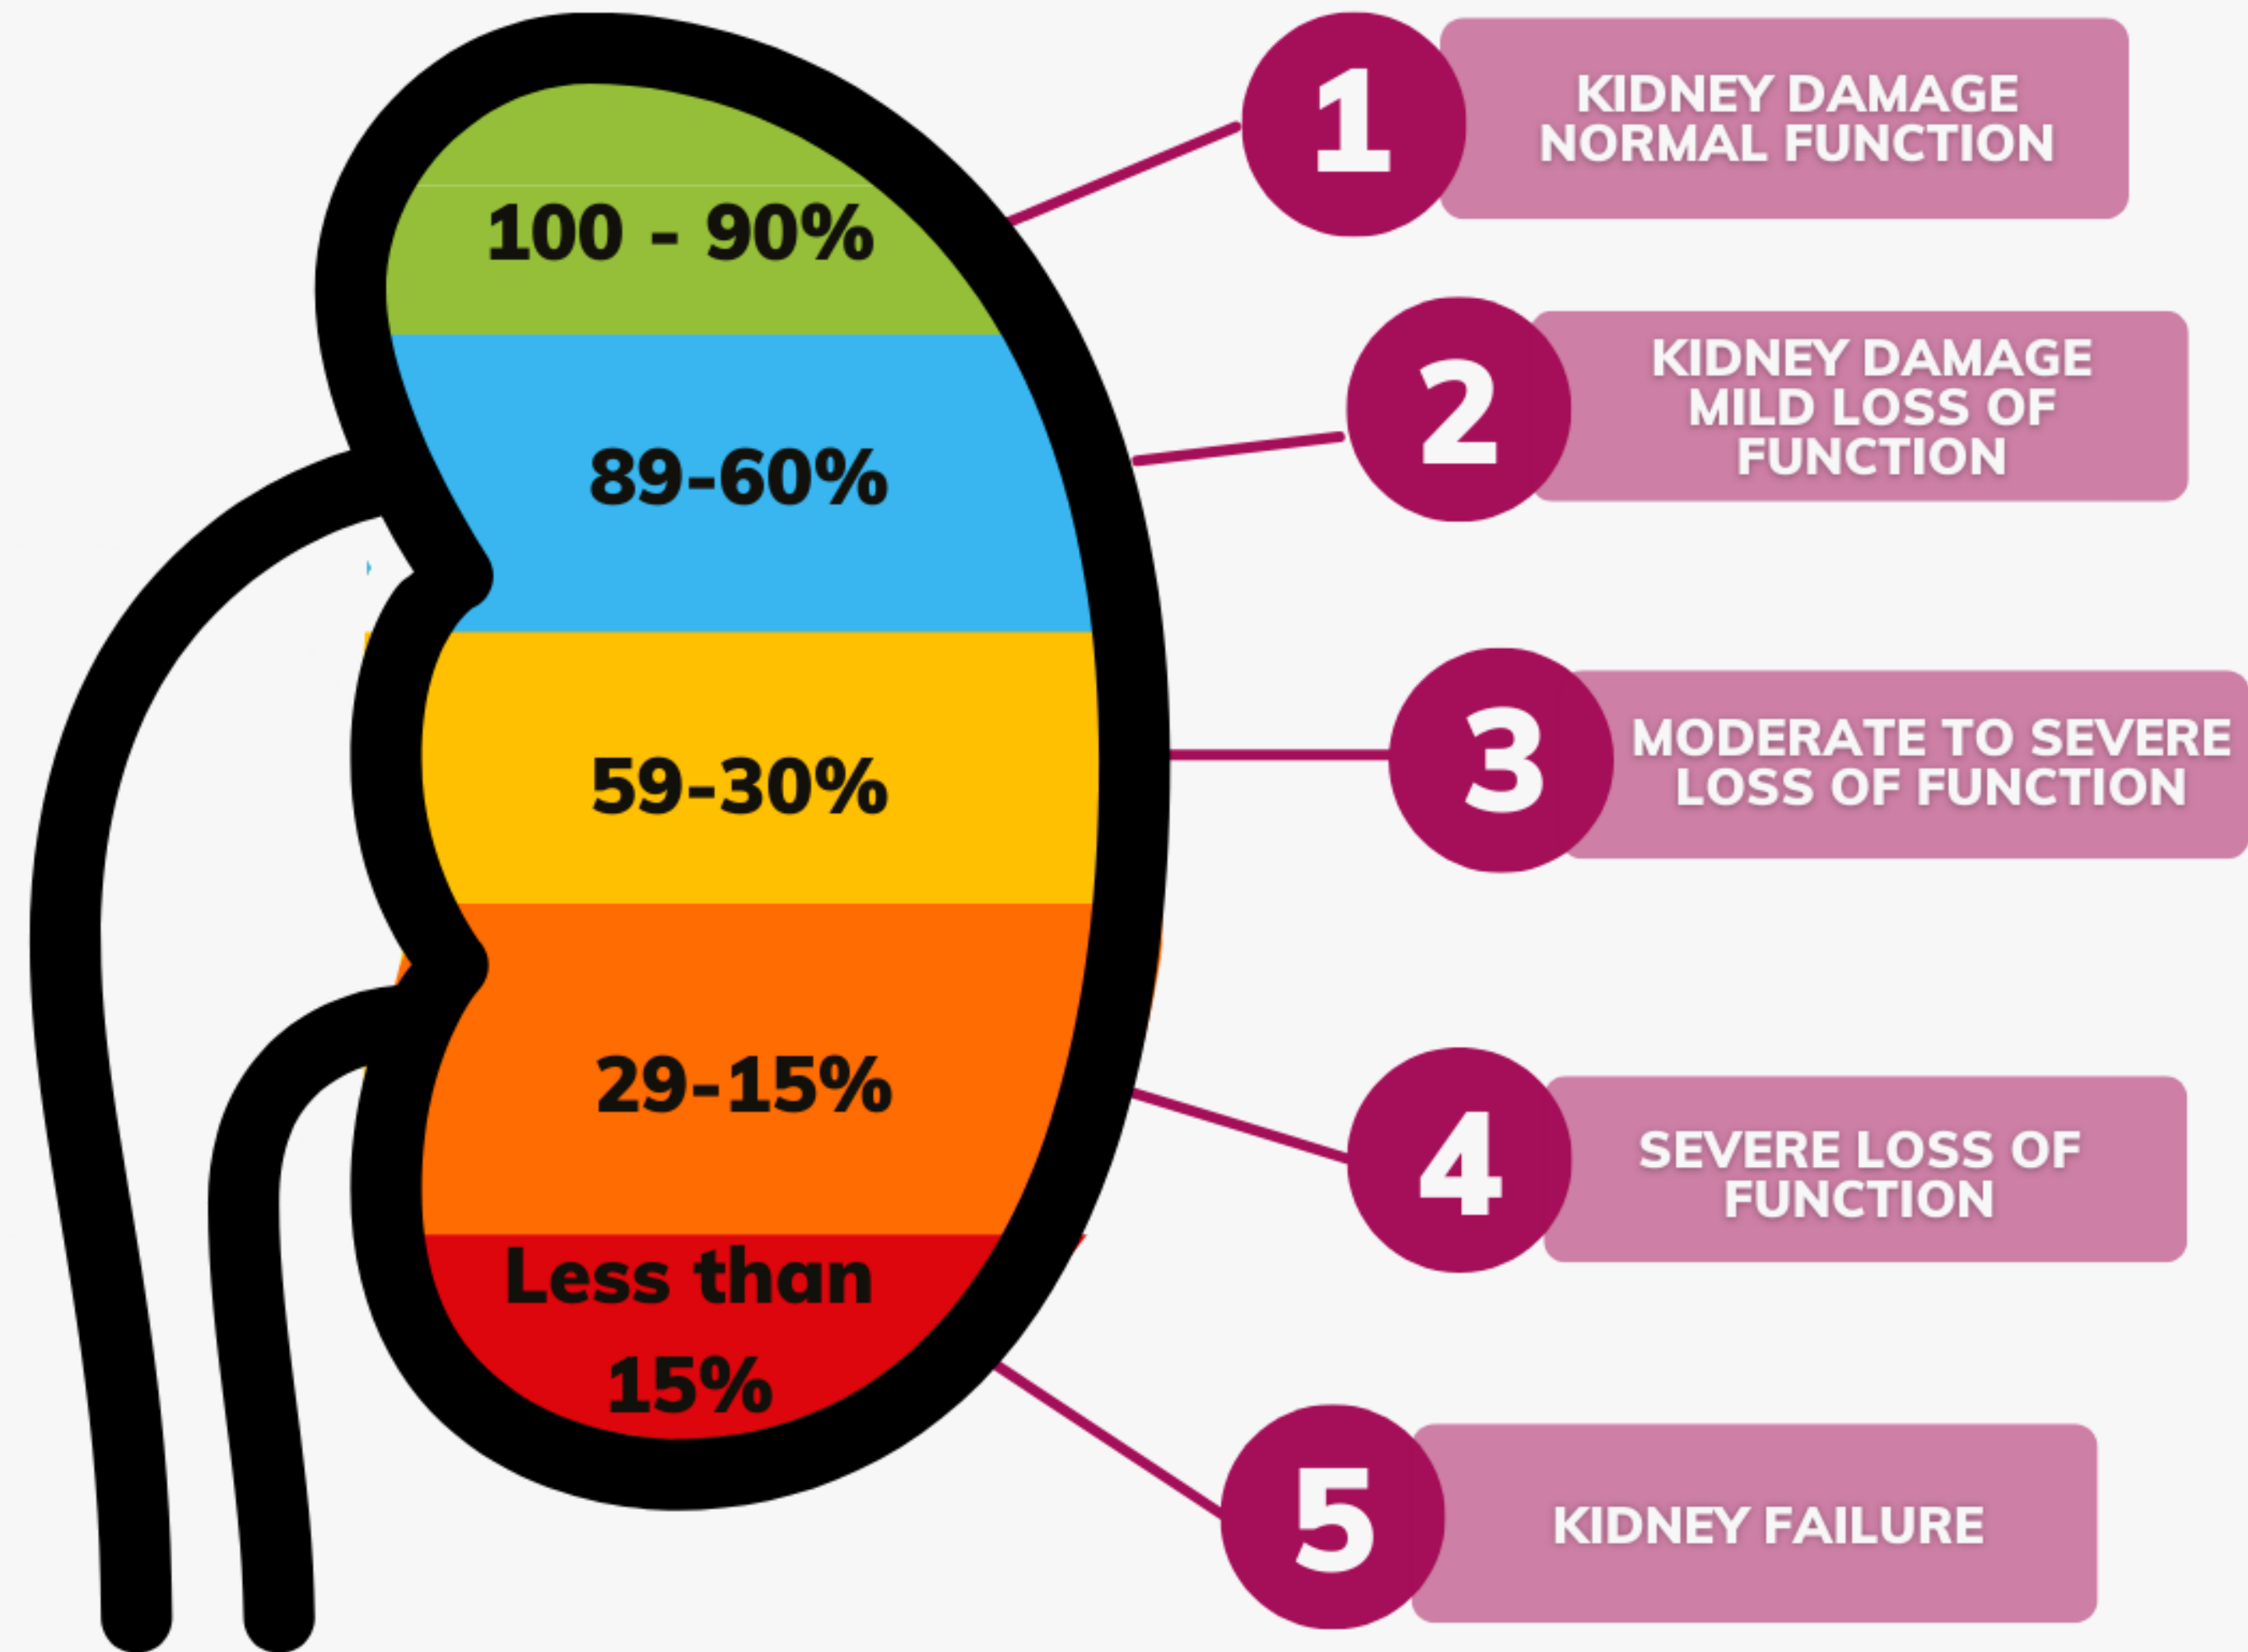 100 - 90%
1
KIDNEY DAMAGE
NORMAL FUNCTION
89-60%
2
KIDNEY DAMAGE
MILD LOSS OF
FUNCTION
59-30%
3
MODERATE TO SEVERE
LOSS OF FUNCTION
29-15%
4
SEVERE LOSS OF
FUNCTION
Less than
15%
5
KIDNEY FAILURE